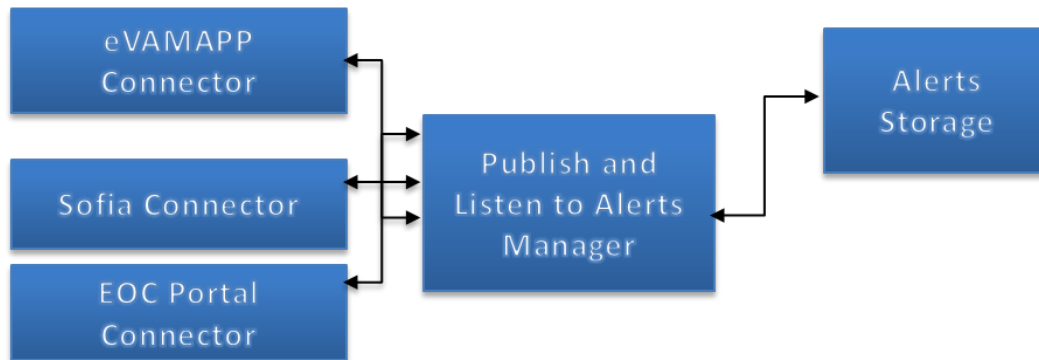 eVAMAPP
Connector
Sofia Connector
EOC Portal
Connector
Publish and
Listen to Alerts
Manager
Alerts
Storage